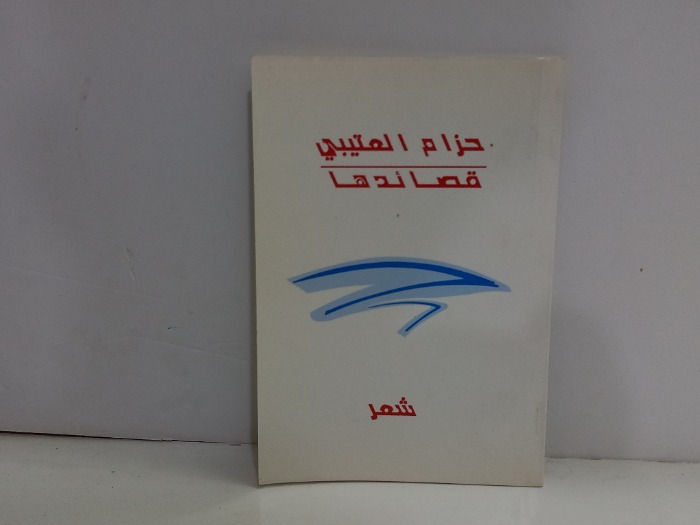 حزام العتيبي
قصائدها
شعر